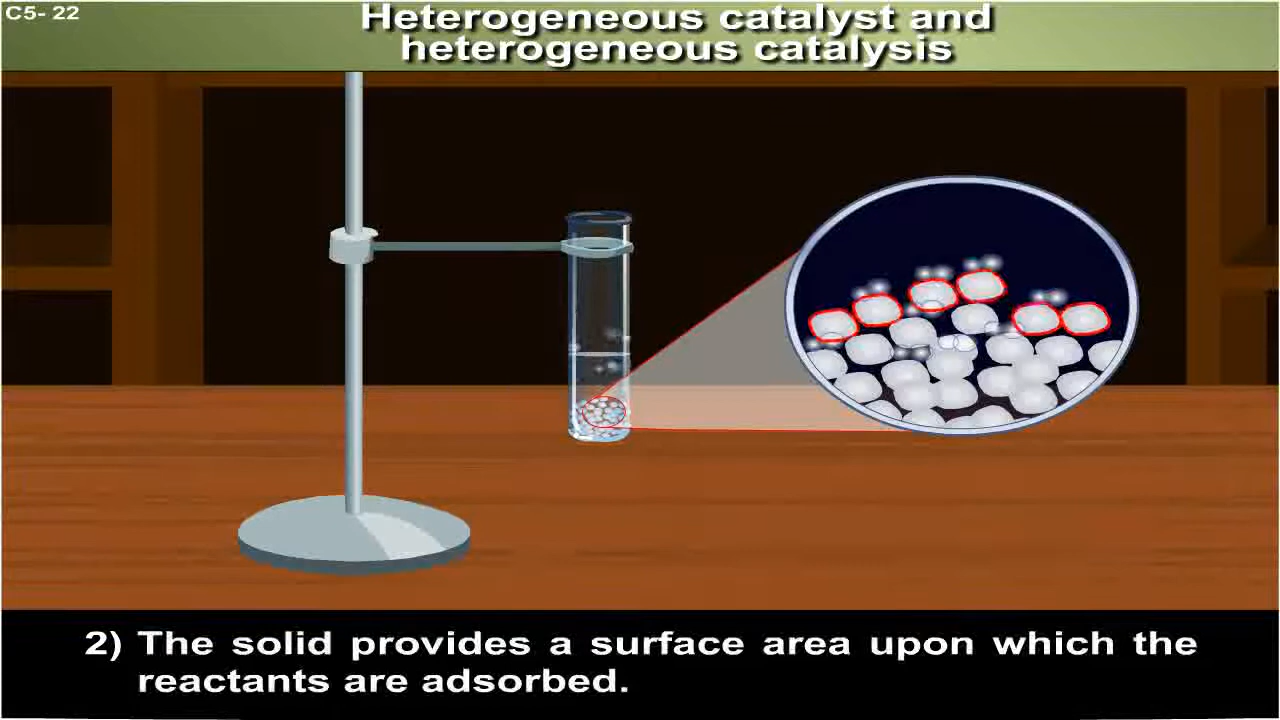 C5- 22
Heterogeneous catalyst and
heterogeneous catalysis
2) The solid provides a surface area upon which the
reactants are adsorbed.